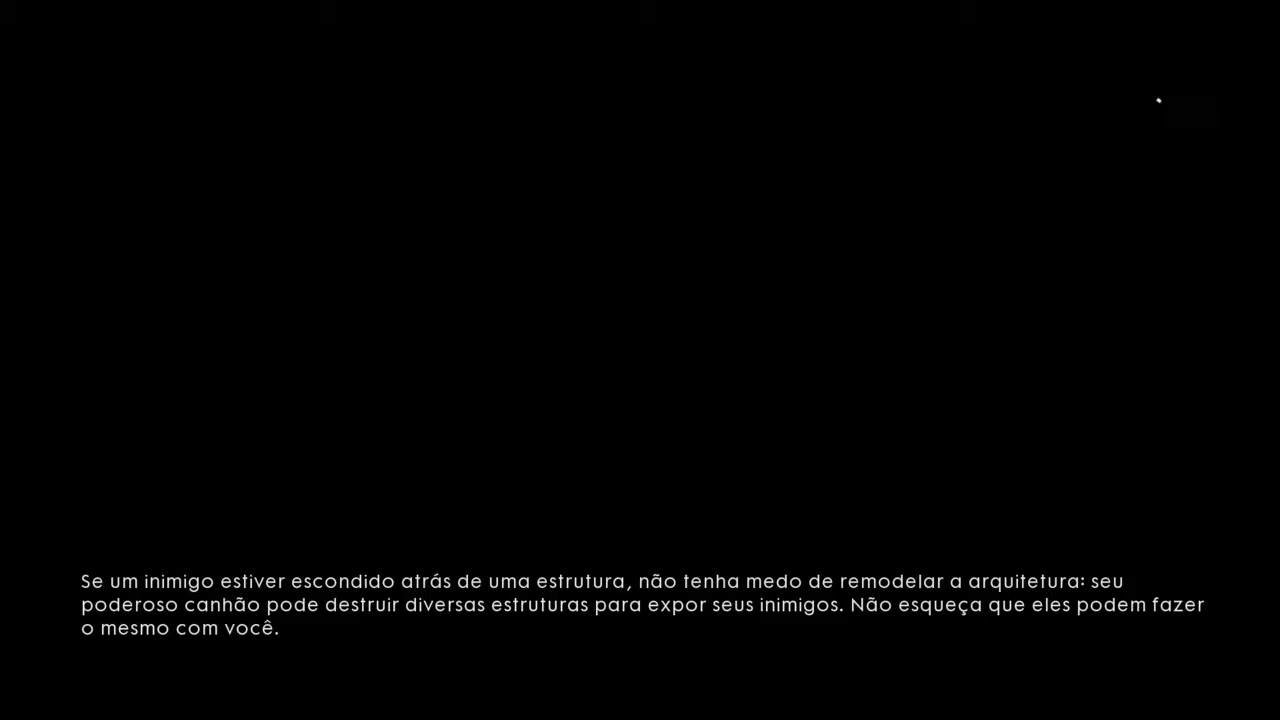 Se um inimigo estiver escondido atrás de uma estrutura, não tenha medo de remodelar a arquitetura: seu
poderoso canhão pode destruir diversas estruturas para expor seus inimigos. Não esqueça que eles podem fazer
o mesmo com você.